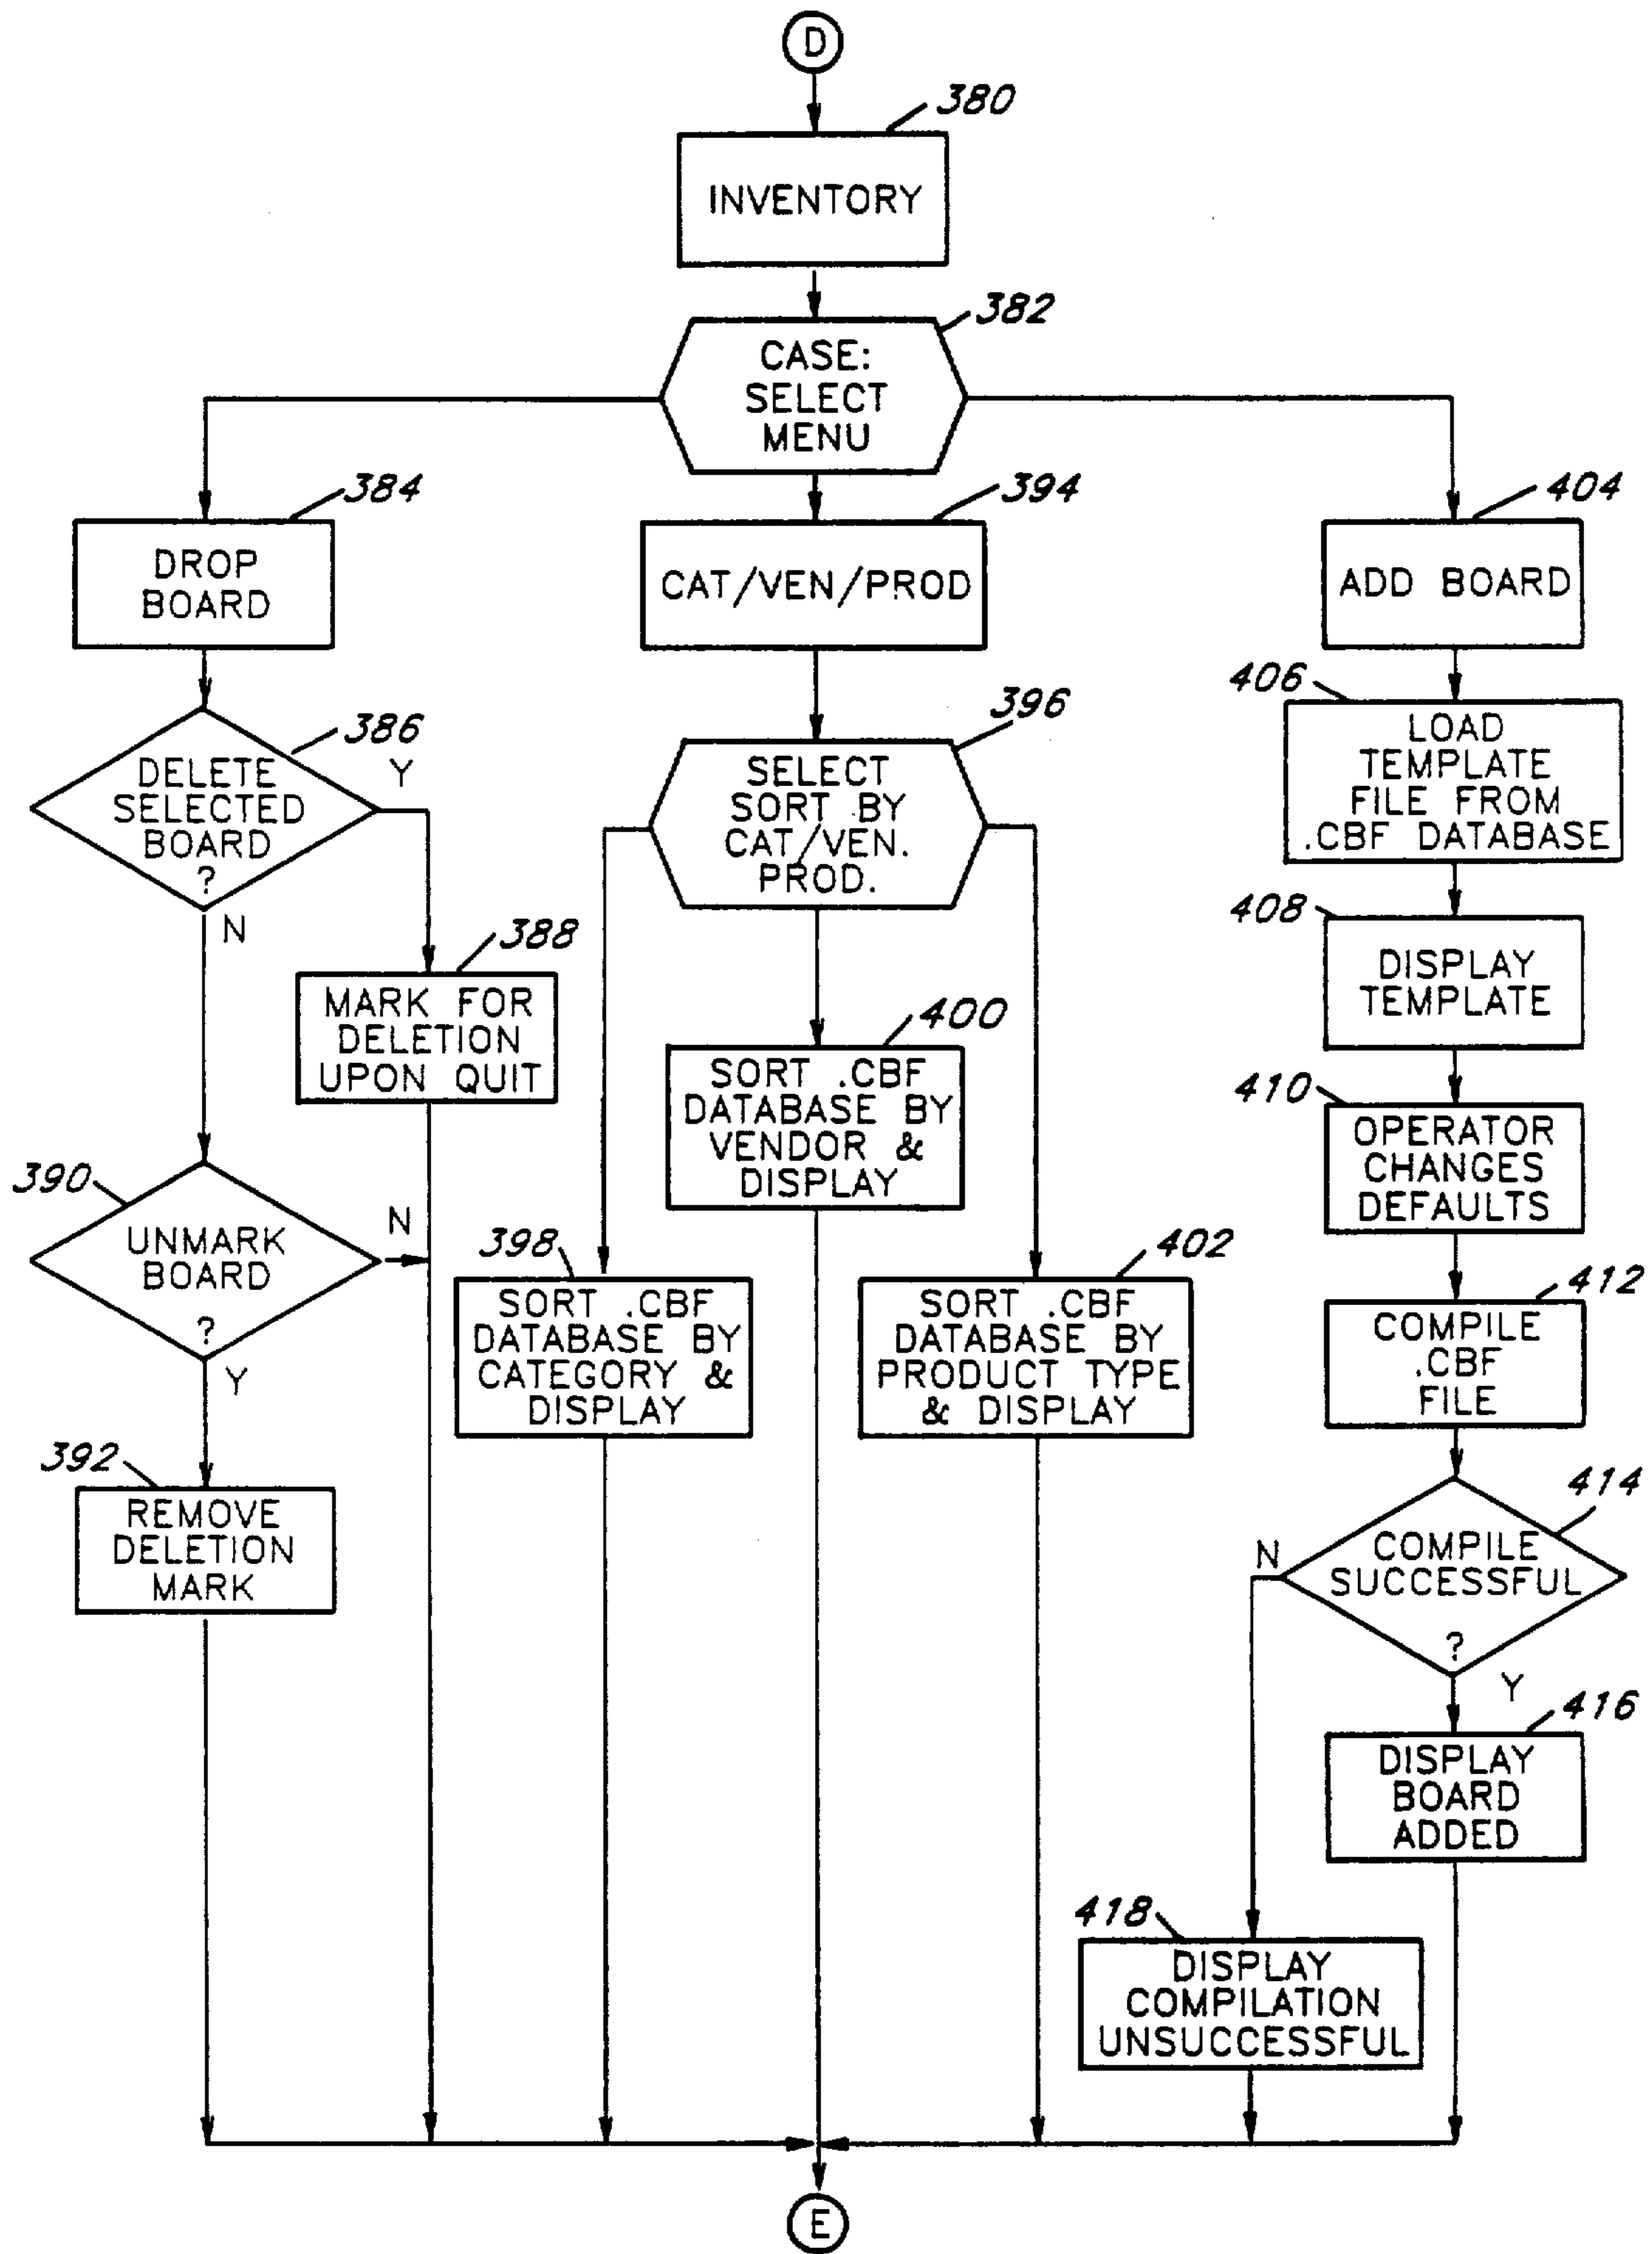 D
380
INVENTORY
382
CASE:
SELECT
MENU
384
DROP
BOARD
386
DELETE
SELECTED
BOARD
?
Y
N
388
MARK FOR
DELETION
UPON QUIT
390
UNMARK
BOARD
?
N
Y
392
REMOVE
DELETION
MARK
394
CAT/VEN/PROD
396
SELECT
SORT BY
CAT/VEN.
PROD.
400
SORT .CBF
DATABASE BY
VENDOR &
DISPLAY
398
SORT .CBF
DATABASE BY
CATEGORY &
DISPLAY
402
SORT .CBF
DATABASE BY
PRODUCT TYPE
& DISPLAY
404
ADD BOARD
406
LOAD
TEMPLATE
FILE FROM
.CBF DATABASE
408
DISPLAY
TEMPLATE
410
OPERATOR
CHANGES
DEFAULTS
412
COMPILE
.CBF
FILE
414
COMPILE
SUCCESSFUL
?
N
Y
416
DISPLAY
BOARD
ADDED
418
DISPLAY
COMPILATION
UNSUCCESSFUL
E